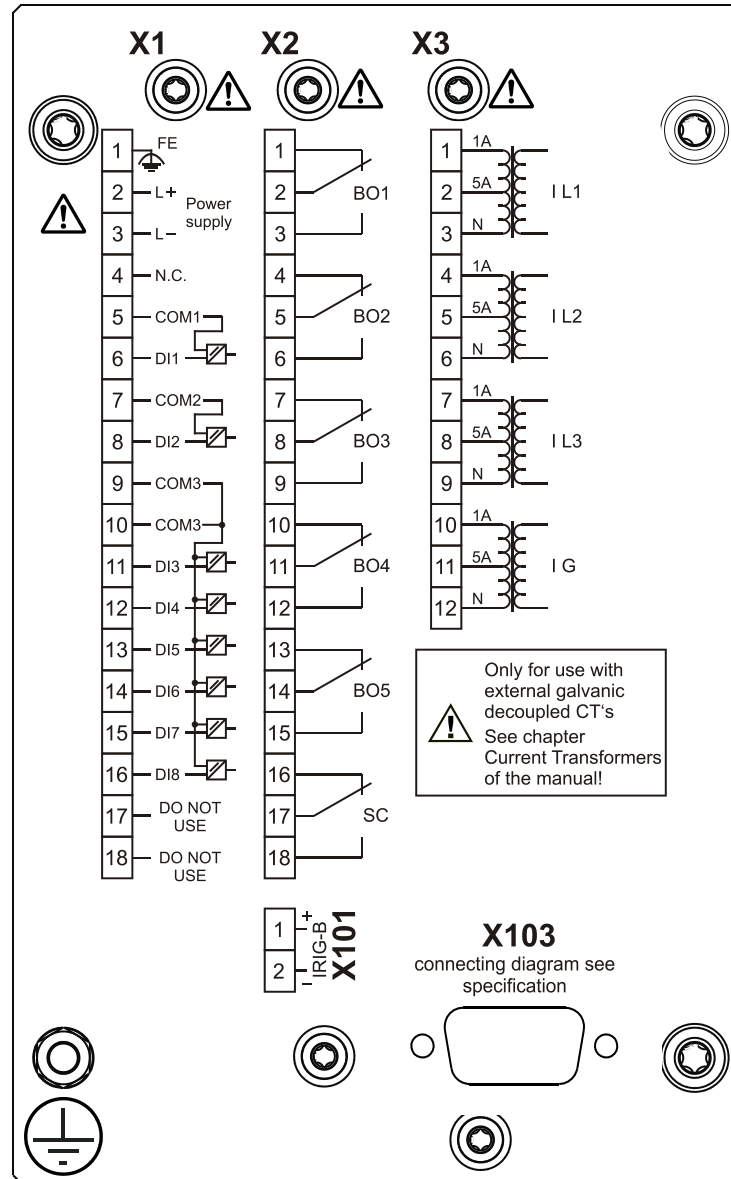 X1 X2 X3
1 FE
2 L+
Power
supply
3 L−
4 N.C.
5 COM1
6 DI1
7 COM2
8 DI2
9 COM3
10 COM3
11 DI3
12 DI4
13 DI5
14 DI6
15 DI7
16 DI8
17 DO NOT
USE
18 DO NOT
USE
1
2 BO1
3
4
5 BO2
6
7
8 BO3
9
10
11 BO4
12
13
14 BO5
15
16
17 SC
18
1 1A
2 5A I L1
3 N
4 1A
5 5A I L2
6 N
7 1A
8 5A I L3
9 N
10 1A
11 5A I G
12 N
Only for use with
external galvanic
decoupled CT‘s
See chapter
Current Transformers
of the manual!
1 +
2 −
IRIG-B
X101
X103
connecting diagram see
specification